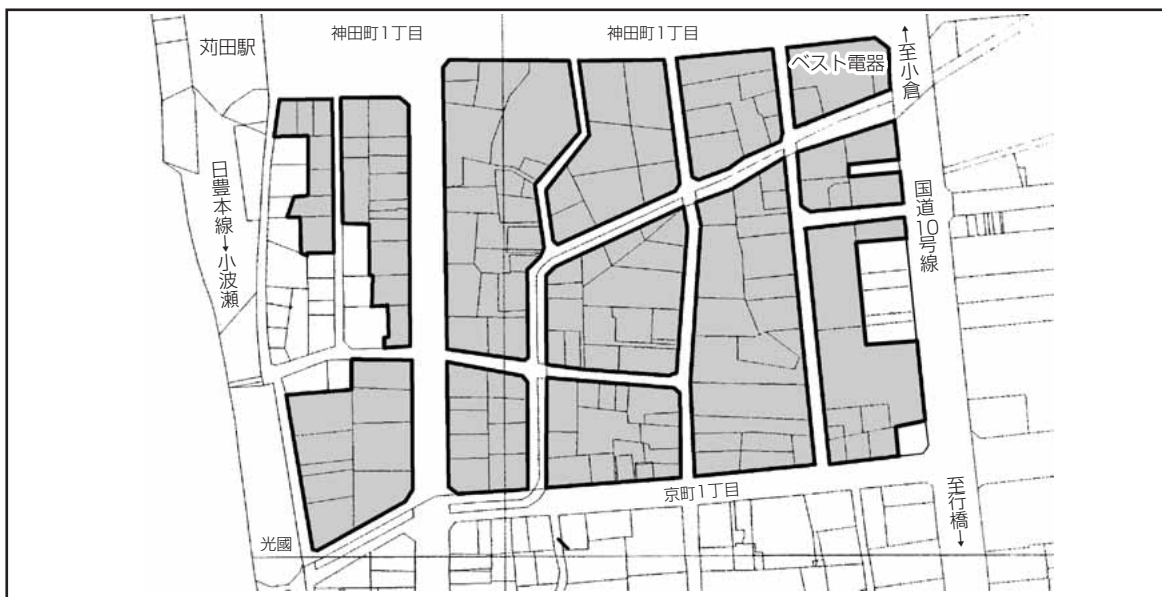 神田町1丁目
神田町1丁目
苅田駅
ベスト電器
←至小倉
日豊本線→小波瀬
国道10号線
京町1丁目
至行橋→
光國